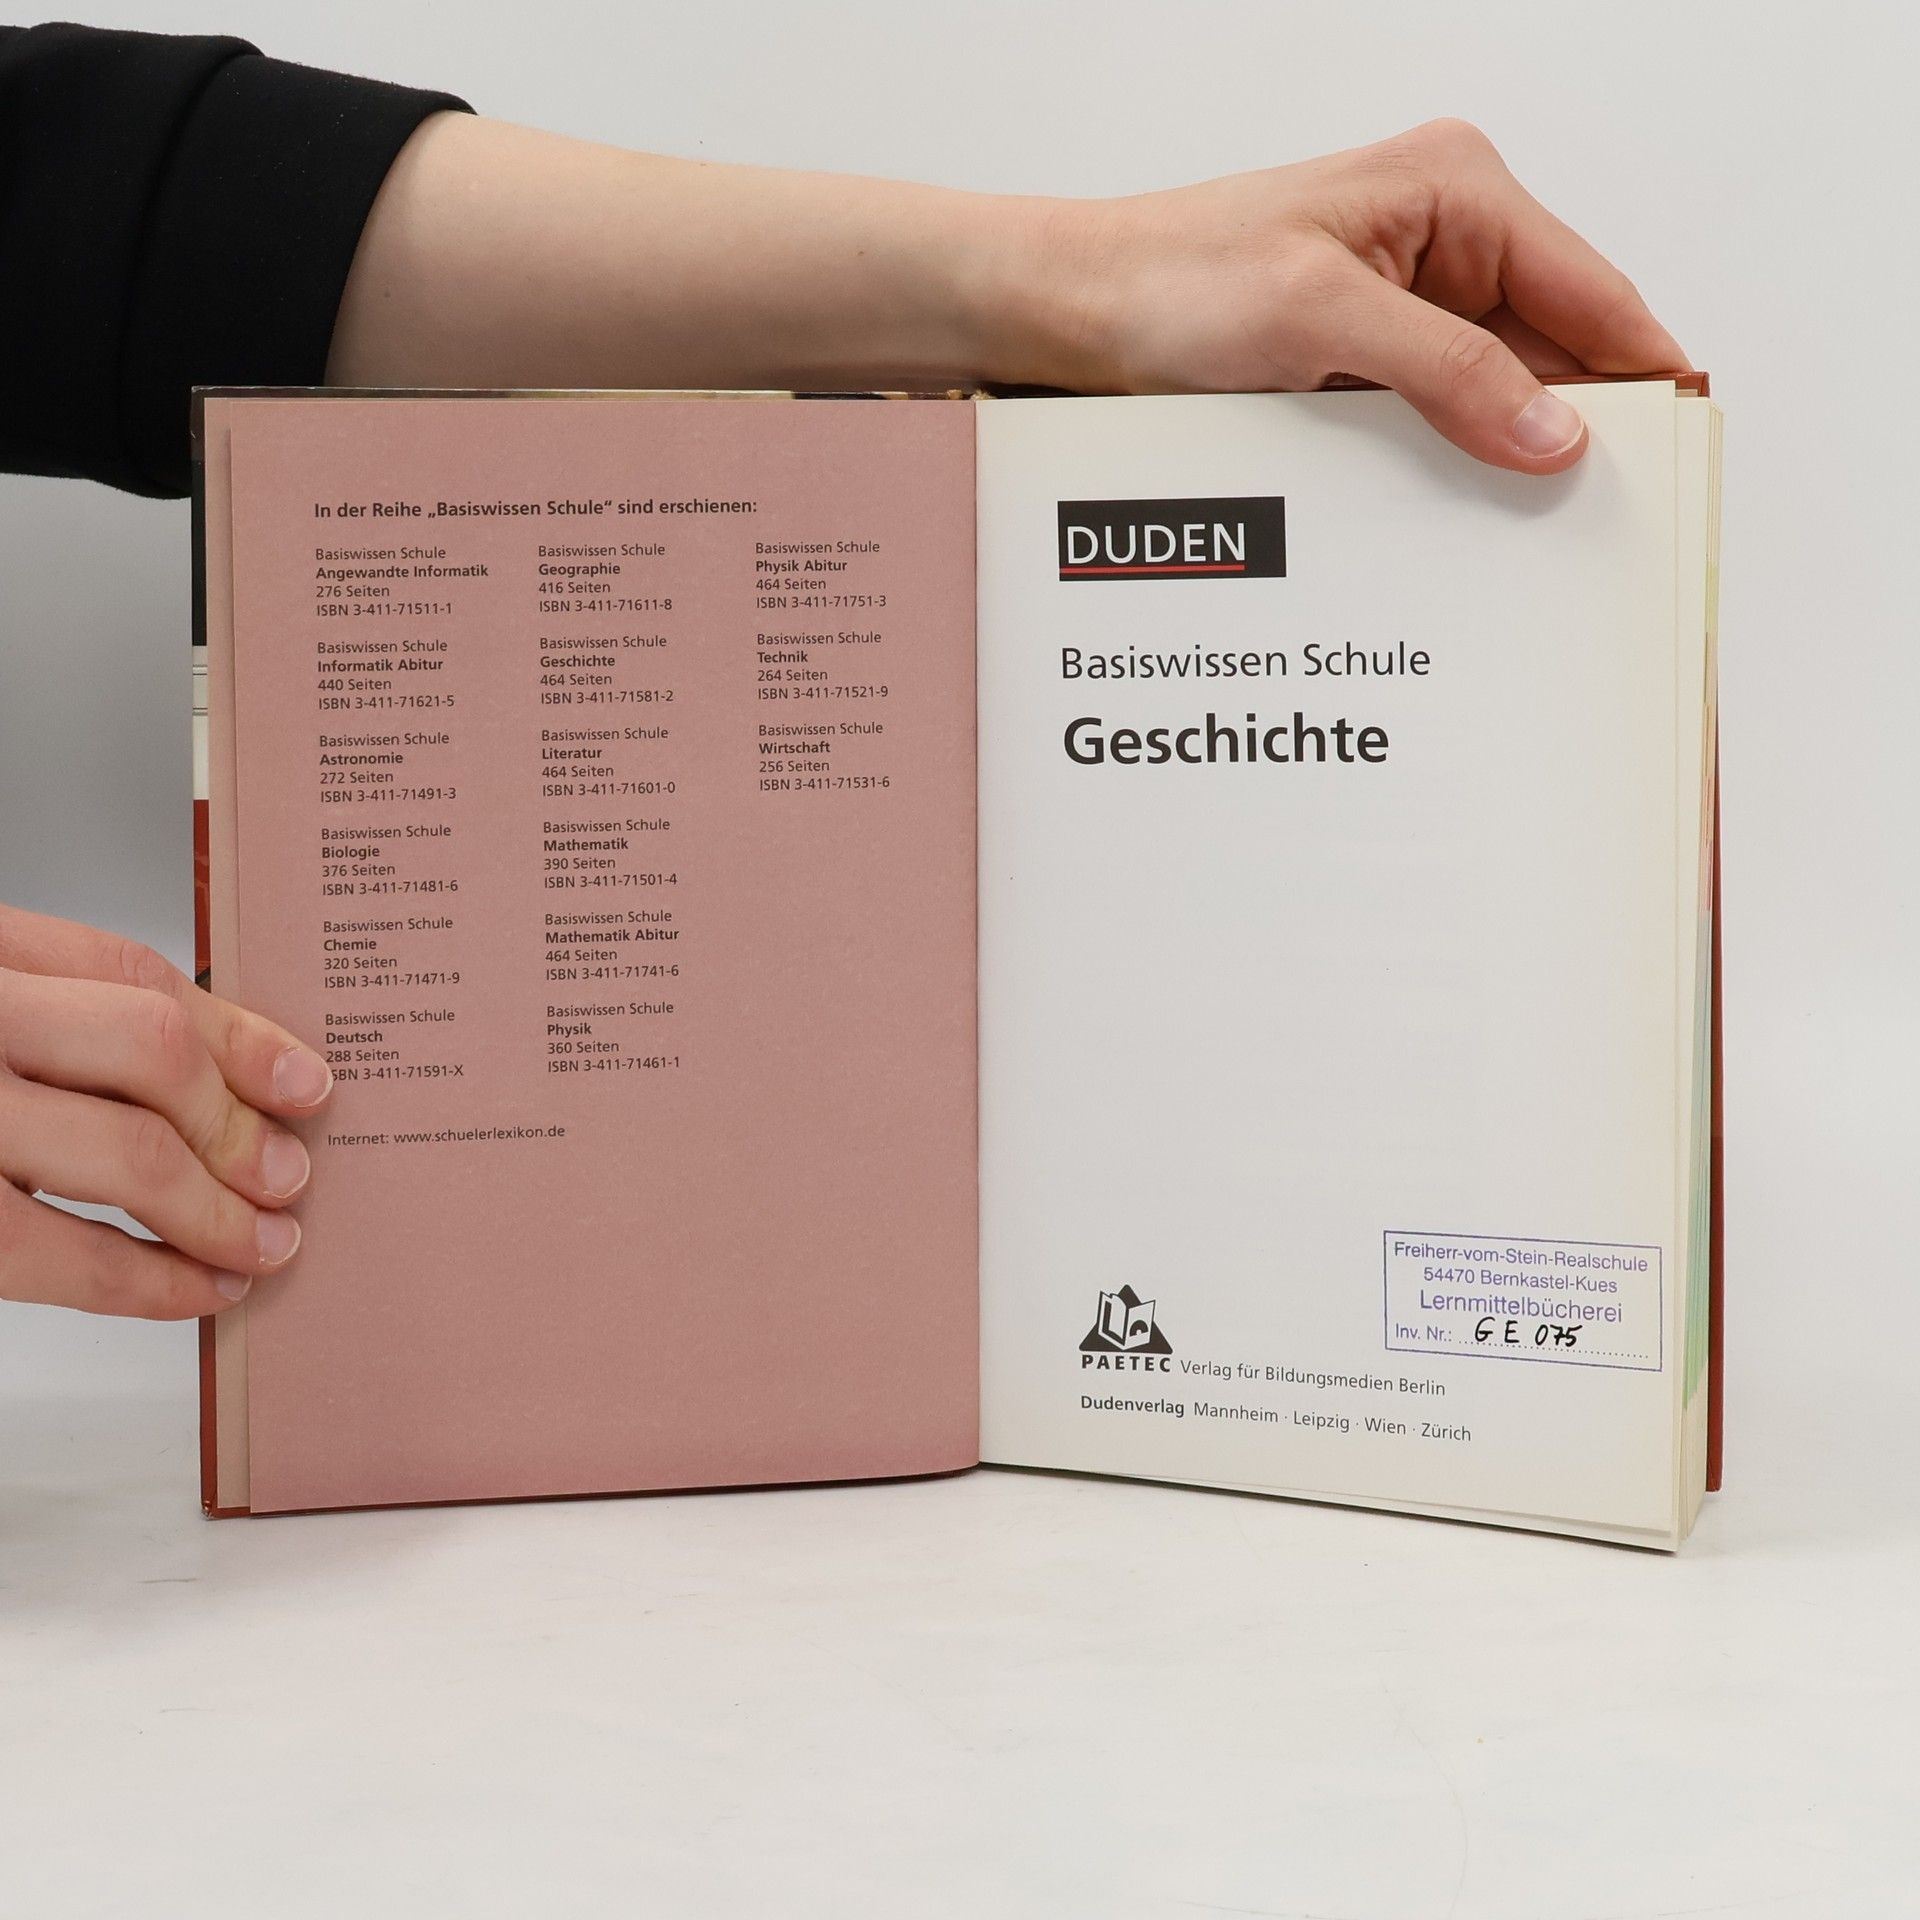 In der Reihe „Basiswissen Schule“ sind erschienen:
Basiswissen Schule
Angewandte Informatik
276 Seiten
ISBN 3-411-71511-1
Basiswissen Schule
Informatik Abitur
440 Seiten
ISBN 3-411-71621-5
Basiswissen Schule
Astronomie
272 Seiten
ISBN 3-411-71491-3
Basiswissen Schule
Biologie
376 Seiten
ISBN 3-411-71481-6
Basiswissen Schule
Chemie
320 Seiten
ISBN 3-411-71471-9
Basiswissen Schule
Deutsch
288 Seiten
SBN 3-411-71591-X
Basiswissen Schule
Geographie
416 Seiten
ISBN 3-411-71611-8
Basiswissen Schule
Geschichte
464 Seiten
ISBN 3-411-71581-2
Basiswissen Schule
Literatur
464 Seiten
ISBN 3-411-71601-0
Basiswissen Schule
Mathematik
390 Seiten
ISBN 3-411-71501-4
Basiswissen Schule
Mathematik Abitur
464 Seiten
ISBN 3-411-71741-6
Basiswissen Schule
Physik
360 Seiten
ISBN 3-411-71461-1
Basiswissen Schule
Physik Abitur
464 Seiten
ISBN 3-411-71751-3
Basiswissen Schule
Technik
264 Seiten
ISBN 3-411-71521-9
Basiswissen Schule
Wirtschaft
256 Seiten
ISBN 3-411-71531-6
Internet: www.schuelerlexikon.de
DUDEN
Basiswissen Schule
Geschichte
Freiherr-vom-Stein-Realschule
54470 Bernkastel-Kues
Lernmittelbücherei
Inv. Nr.: GE 075
PAETEC Verlag für Bildungsmedien Berlin
Dudenverlag Mannheim · Leipzig · Wien · Zürich